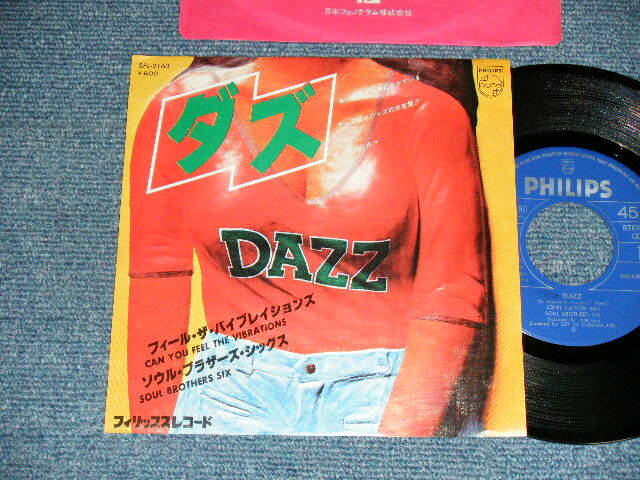 日本フォノグラム株式会社
SFL-2160
¥600
PHILIPS
ダズ
DAZZ
フィール・ザ・バイブレイションズ
CAN YOU FEEL THE VIBRATIONS
ソウル・ブラザーズ・シックス
SOUL BROTHERS SIX
フィリップスレコード
PHILIPS
45
DAZZ
SOUL BROTHERS SIX